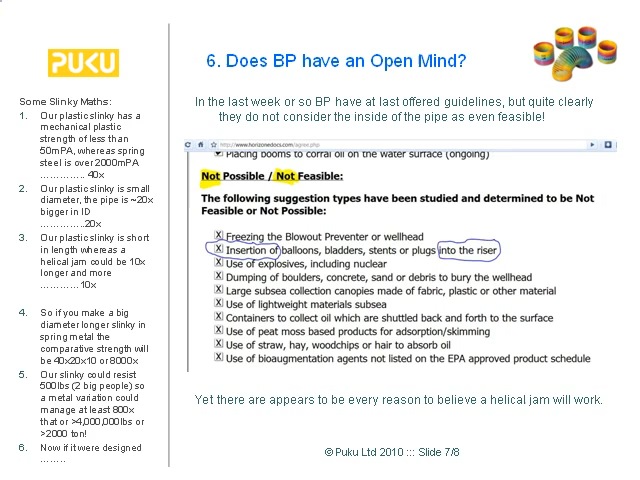 PUKU
6. Does BP have an Open Mind?
Some Slinky Maths:
1. Our plastic slinky has a
mechanical plastic
strength of less than
50mPA, whereas spring
steel is over 2000mPA
………….. 40x
2. Our plastic slinky is small
diameter, the pipe is ~20x
bigger in ID
…………..20x
3. Our plastic slinky is short
in length whereas a
helical jam could be 10x
longer and more
…………10x
4. So if you make a big
diameter longer slinky in
spring metal the
comparative strength will
be 40x20x10 or 8000x
5. Our slinky could resist
500lbs (2 big people) so
a metal variation could
manage at least 800x
that or >4,000,000lbs or
>2000 ton!
6. Now if it were designed
……..
In the last week or so BP have at last offered guidelines, but quite clearly
they do not consider the inside of the pipe as even feasible!
http://www.horizonedocs.com/agree.php
Placing booms to corral oil on the water surface (ongoing)
Not Possible / Not Feasible:
The following suggestion types have been studied and determined to be Not
Feasible or Not Possible:
X Freezing the Blowout Preventer or wellhead
X Insertion of balloons, bladders, stents or plugs into the riser
X Use of explosives, including nuclear
X Dumping of boulders, concrete, sand or debris to bury the wellhead
X Large subsea collection canopies made of fabric, plastic or other material
X Use of lightweight materials subsea
X Containers to collect oil which are shuttled back and forth to the surface
X Use of peat moss based products for adsorption/skimming
X Use of straw, hay, woodchips or hair to absorb oil
X Use of bioaugmentation agents not listed on the EPA approved product schedule
Yet there are appears to be every reason to believe a helical jam will work.
© Puku Ltd 2010 ::: Slide 7/8